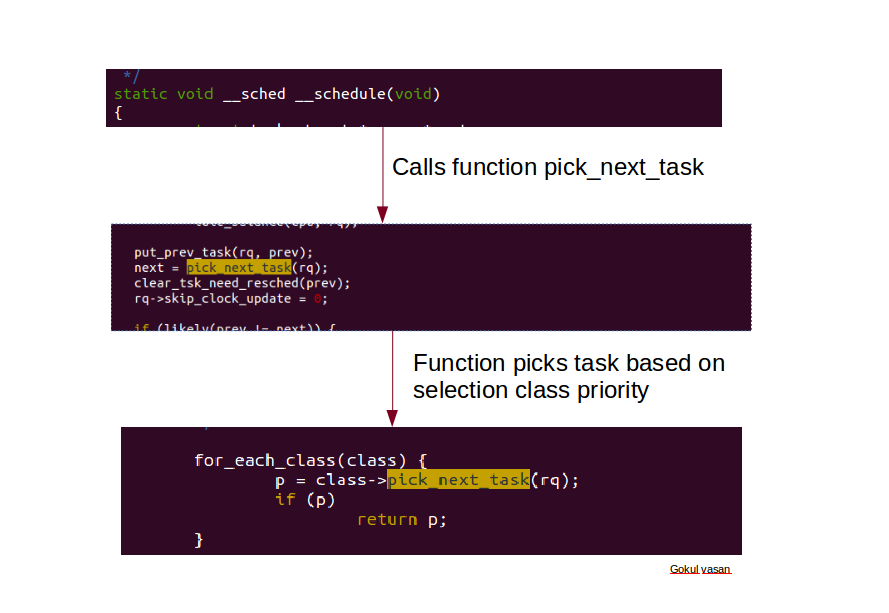 */
static void __sched __schedule(void)
{
Calls function pick_next_task
put_prev_task(rq, prev);
next = pick_next_task(rq);
clear_tsk_need_resched(prev);
rq->skip_clock_update = 0;
if (likely(prev != next)) {
Function picks task based on
selection class priority
for_each_class(class) {
p = class->pick_next_task(rq);
if (p)
return p;
}
Gokul yasan